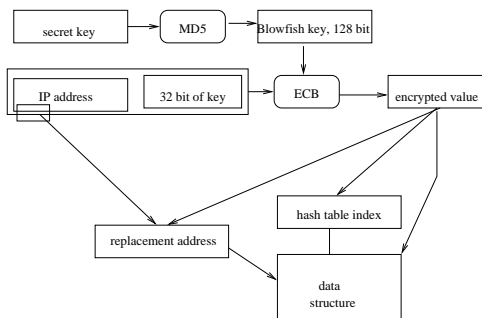 secret key
MD5
Blowfish key, 128 bit
IP address
32 bit of key
ECB
encrypted value
hash table index
replacement address
data
structure